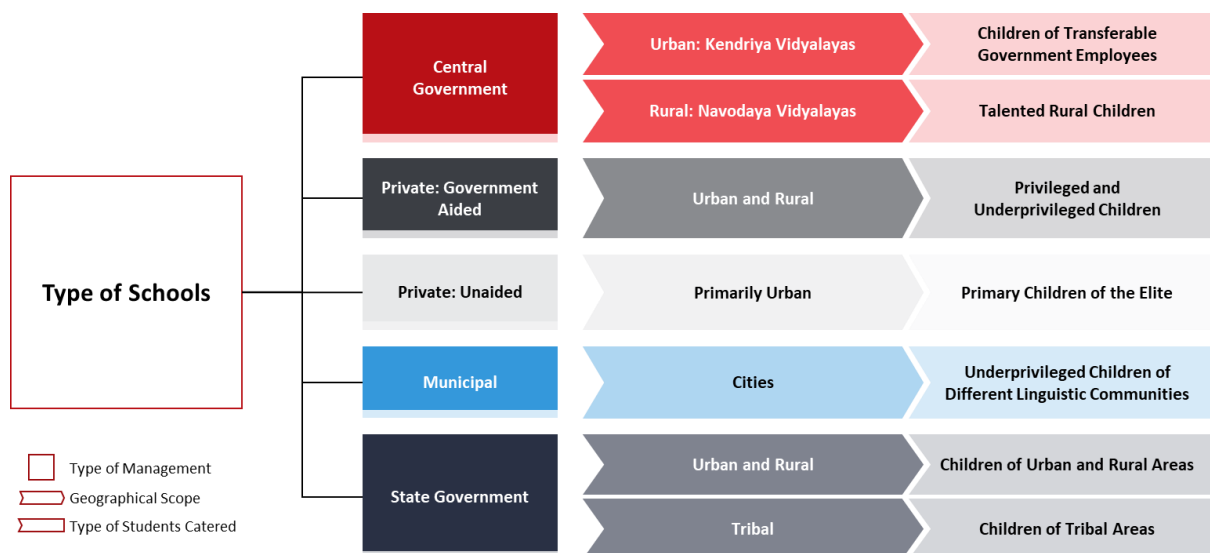 Type of Schools
Central
Government
Urban: Kendriya Vidyalayas
Children of Transferable
Government Employees
Rural: Navodaya Vidyalayas
Talented Rural Children
Private: Government
Aided
Urban and Rural
Privileged and
Underprivileged Children
Private: Unaided
Primarily Urban
Primary Children of the Elite
Municipal
Cities
Underprivileged Children of
Different Linguistic Communities
State Government
Urban and Rural
Children of Urban and Rural Areas
Tribal
Children of Tribal Areas
Type of Management
Geographical Scope
Type of Students Catered